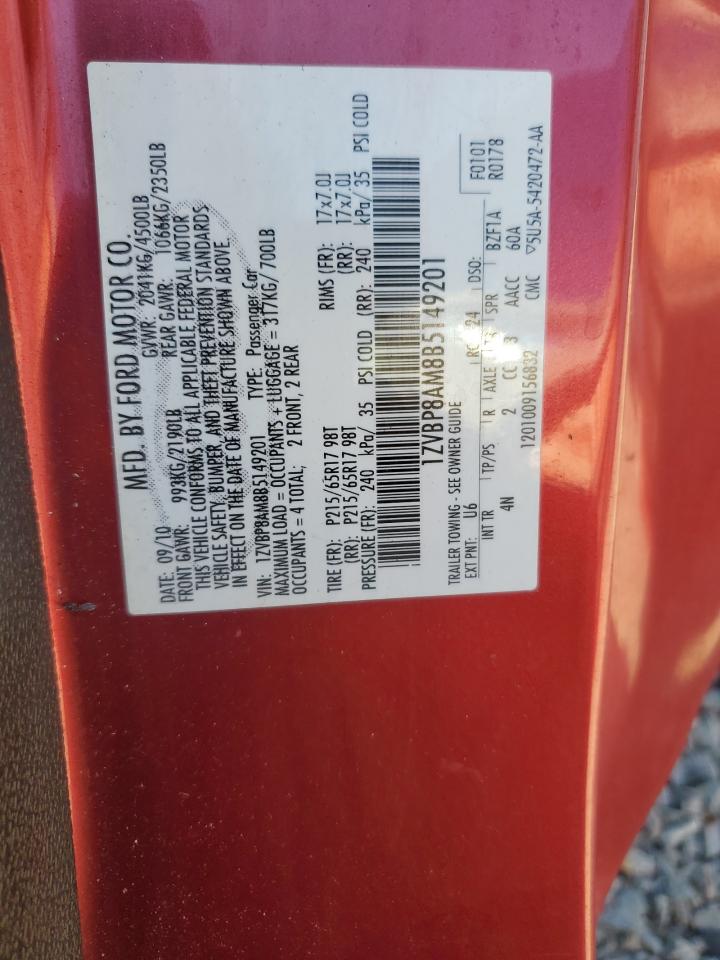 MFD. BY FORD MOTOR CO.
DATE: 09/10 GVWR: 2041KG/4500LB
FRONT GAWR: 993KG/2190LB REAR GAWR: 1066KG/2350LB
THIS VEHICLE CONFORMS TO ALL APPLICABLE FEDERAL MOTOR
VEHICLE SAFETY, BUMPER, AND THEFT PREVENTION STANDARDS
IN EFFECT ON THE DATE OF MANUFACTURE SHOWN ABOVE.
VIN: 1ZVBP8AM8B5149201 TYPE: Passenger Car
MAXIMUM LOAD = OCCUPANTS + LUGGAGE = 317KG/ 700LB
OCCUPANTS = 4 TOTAL; 2 FRONT, 2 REAR
TIRE (FR): P215/65R17 98T RIMS (FR): 17x7.0J
(RR): P215/65R17 98T (RR): 17x7.0J
PRESSURE (FR): 240 kPa/ 35 PSI COLD (RR): 240 kPa/ 35 PSI COLD
1ZVBP8AM8B5149201
TRAILER TOWING - SEE OWNER GUIDE
EXT PNT: U6 RC: 24 DSO: F0101
R0178
INT TR TP/PS R AXLE TR SPR BZF1A
4N 2 CC 3 AACC 60A
1201009156832 CMC ▽5U5A-5420472-AA